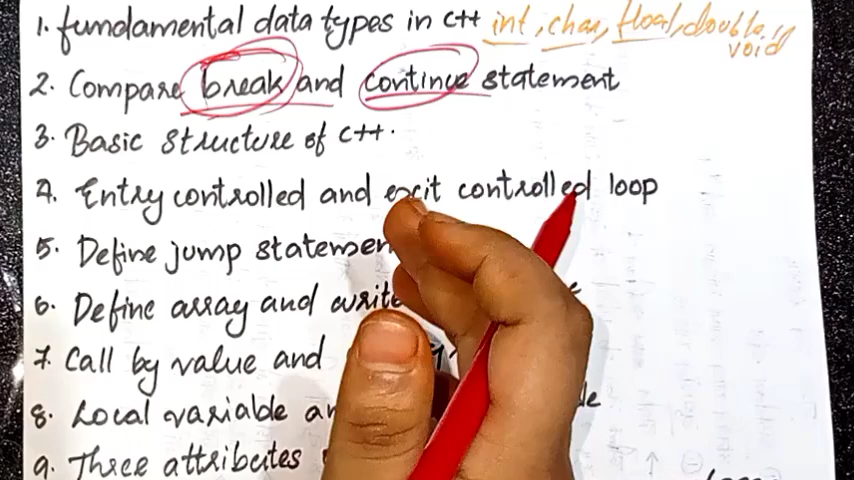 1. fundamental data types in C++ int, char, float, double,
void
2. Compare break and continue statement
3. Basic structure of C++.
4. Entry controlled and exit controlled loop
5. Define jump statemen
6. Define array and write
7. Call by value and
8. Local variable an
9. Three attributes